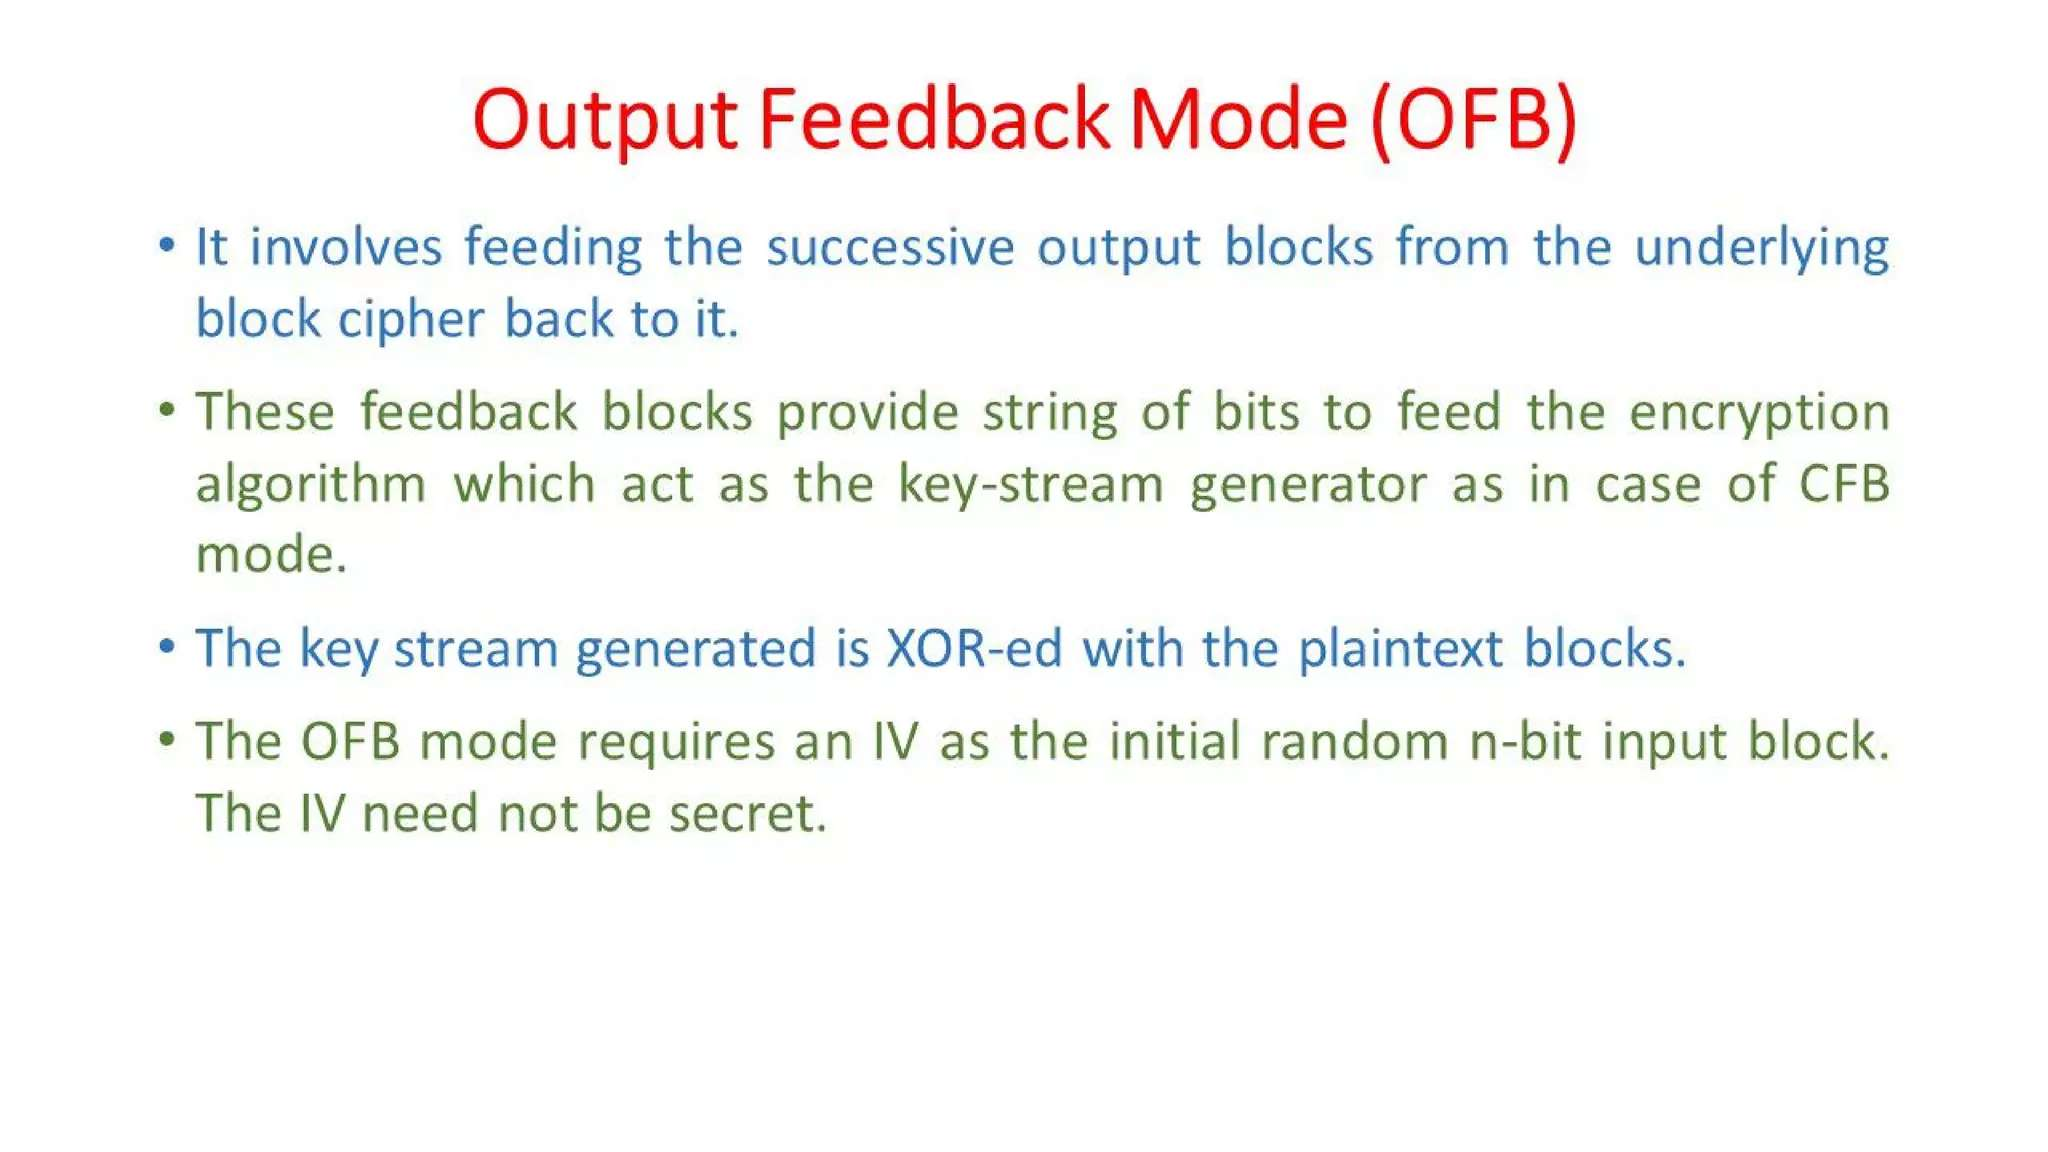 Output Feedback Mode (OFB)
• It involves feeding the successive output blocks from the underlying
block cipher back to it.
• These feedback blocks provide string of bits to feed the encryption
algorithm which act as the key-stream generator as in case of CFB
mode.
• The key stream generated is XOR-ed with the plaintext blocks.
• The OFB mode requires an IV as the initial random n-bit input block.
The IV need not be secret.